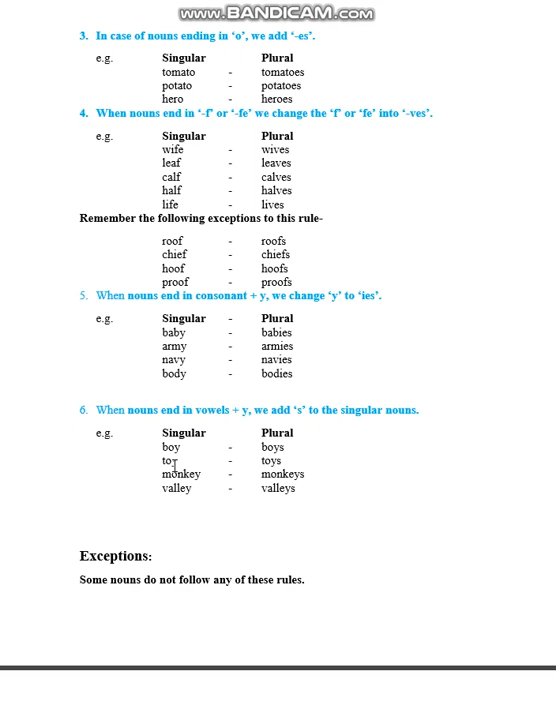 www.BANDICAM.com
3. In case of nouns ending in ‘o’, we add ‘-es’.
e.g. Singular Plural
tomato - tomatoes
potato - potatoes
hero - heroes
4. When nouns end in ‘-f’ or ‘-fe’ we change the ‘f’ or ‘fe’ into ‘-ves’.
e.g. Singular Plural
wife - wives
leaf - leaves
calf - calves
half - halves
life - lives
Remember the following exceptions to this rule-
roof - roofs
chief - chiefs
hoof - hoofs
proof - proofs
5. When nouns end in consonant + y, we change ‘y’ to ‘ies’.
e.g. Singular - Plural
baby - babies
army - armies
navy - navies
body - bodies
6. When nouns end in vowels + y, we add ‘s’ to the singular nouns.
e.g. Singular Plural
boy - boys
- toys
monkey - monkeys
valley - valleys
Exceptions:
Some nouns do not follow any of these rules.